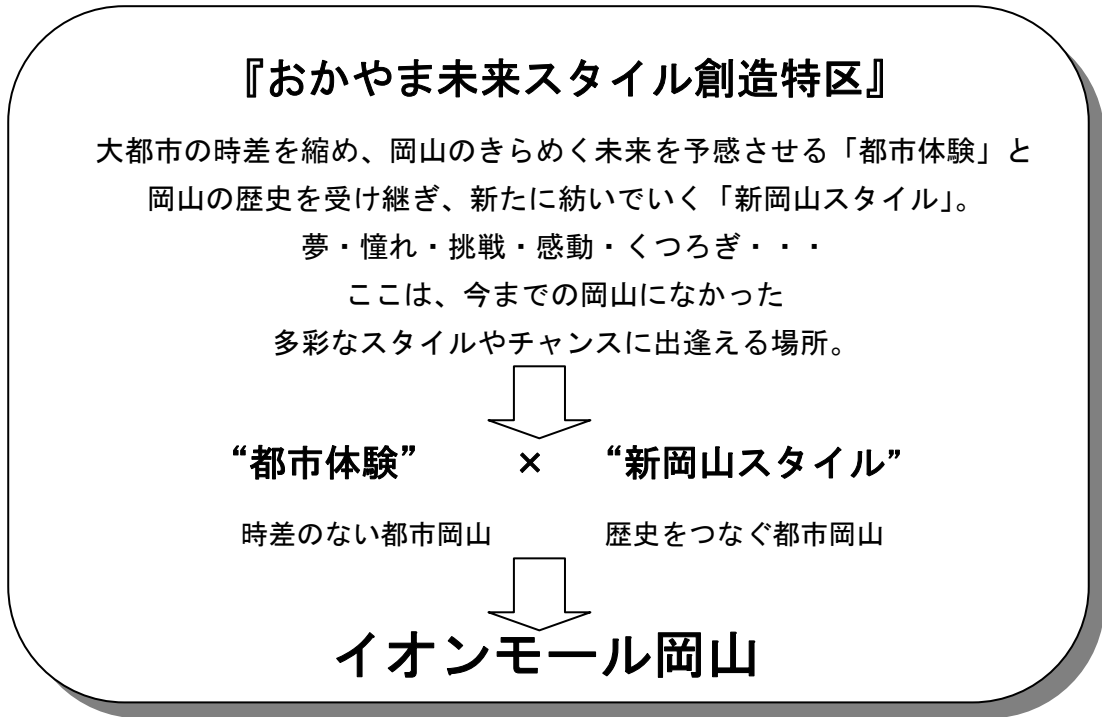 『おかやま未来スタイル創造特区』
大都市の時差を縮め、岡山のきらめく未来を予感させる「都市体験」と
岡山の歴史を受け継ぎ、新たに紡いでいく「新岡山スタイル」。
夢・憧れ・挑戦・感動・くつろぎ・・・
ここは、今までの岡山になかった
多彩なスタイルやチャンスに出逢える場所。
“都市体験” × “新岡山スタイル”
時差のない都市岡山 歴史をつなぐ都市岡山
イオンモール岡山